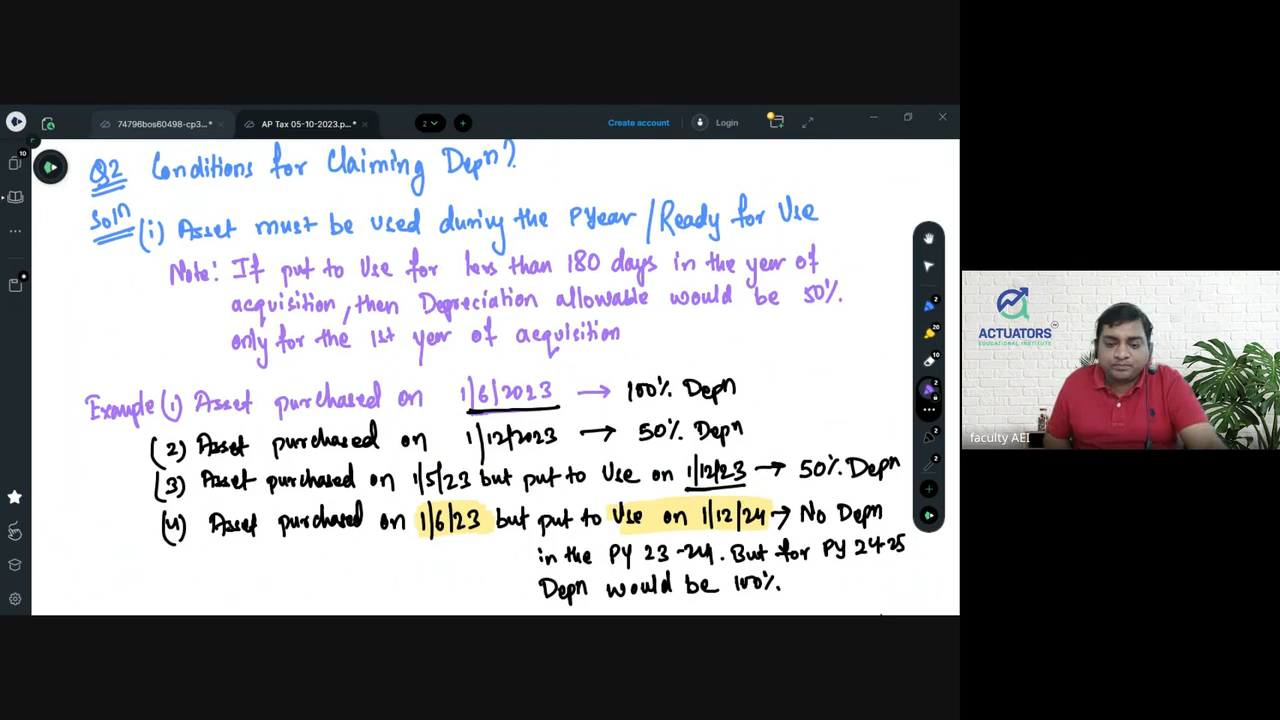 74796bos60498-cp3...*
AP Tax 05-10-2023.p...*
2
Create account
Login
Q2 Conditions for Claiming Depn?
Soln (i) Asset must be used during the PYear / Ready for Use
Note: If put to Use for less than 180 days in the year of
acquisition, then Depreciation allowable would be 50%
only for the 1st year of acquisition
Example (1) Asset purchased on 1/6/2023 → 100% Depn
(2) Asset purchased on 1/12/2023 → 50% Depn
(3) Asset purchased on 1/5/23 but put to Use on 1/12/23 → 50% Depn
(4) Asset purchased on 1/6/23 but put to Use on 1/12/24 → No Depn
in the PY 23-24. But for PY 24-25
Depn would be 100%.
ACTUATORS
EDUCATIONAL INSTITUTE
faculty AEI